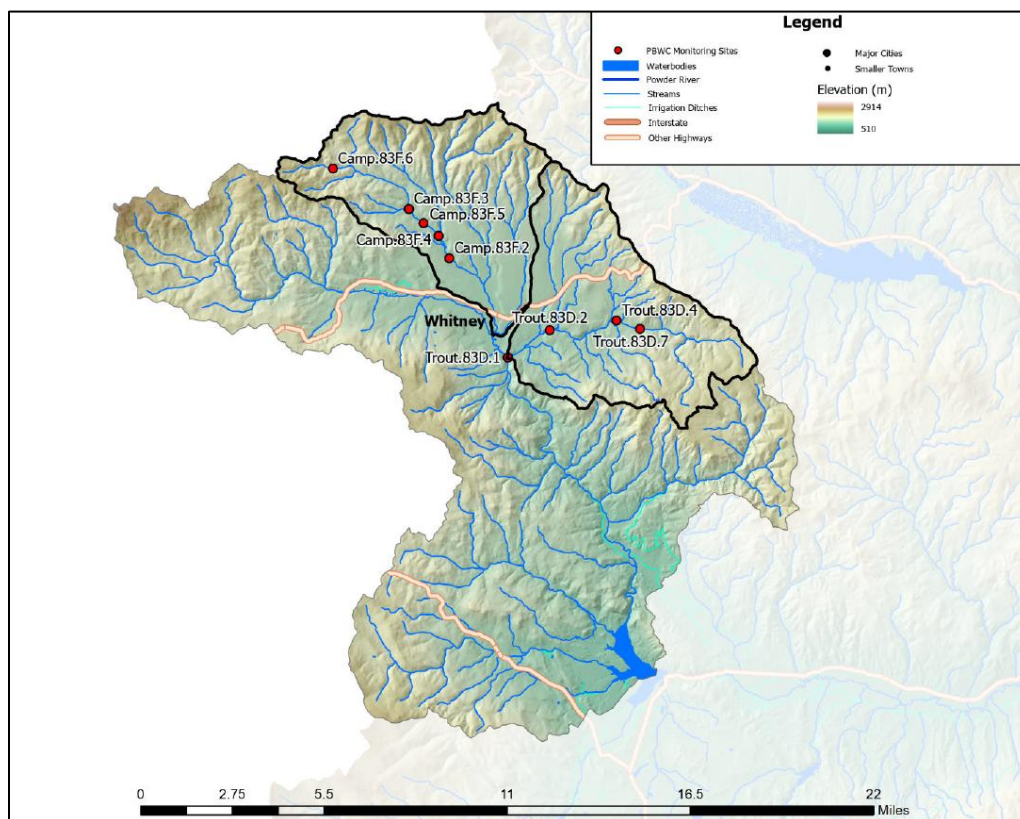 Legend
PBWC Monitoring Sites
Waterbodies
Powder River
Streams
Irrigation Ditches
Interstate
Other Highways
Major Cities
Smaller Towns
Elevation (m)
2914
510
Camp.83F.6
Camp.83F.3
Camp.83F.5
Camp.83F.4
Camp.83F.2
Whitney
Trout.83D.2
Trout.83D.4
Trout.83D.7
Trout.83D.1
0 2.75 5.5 11 16.5 22
Miles